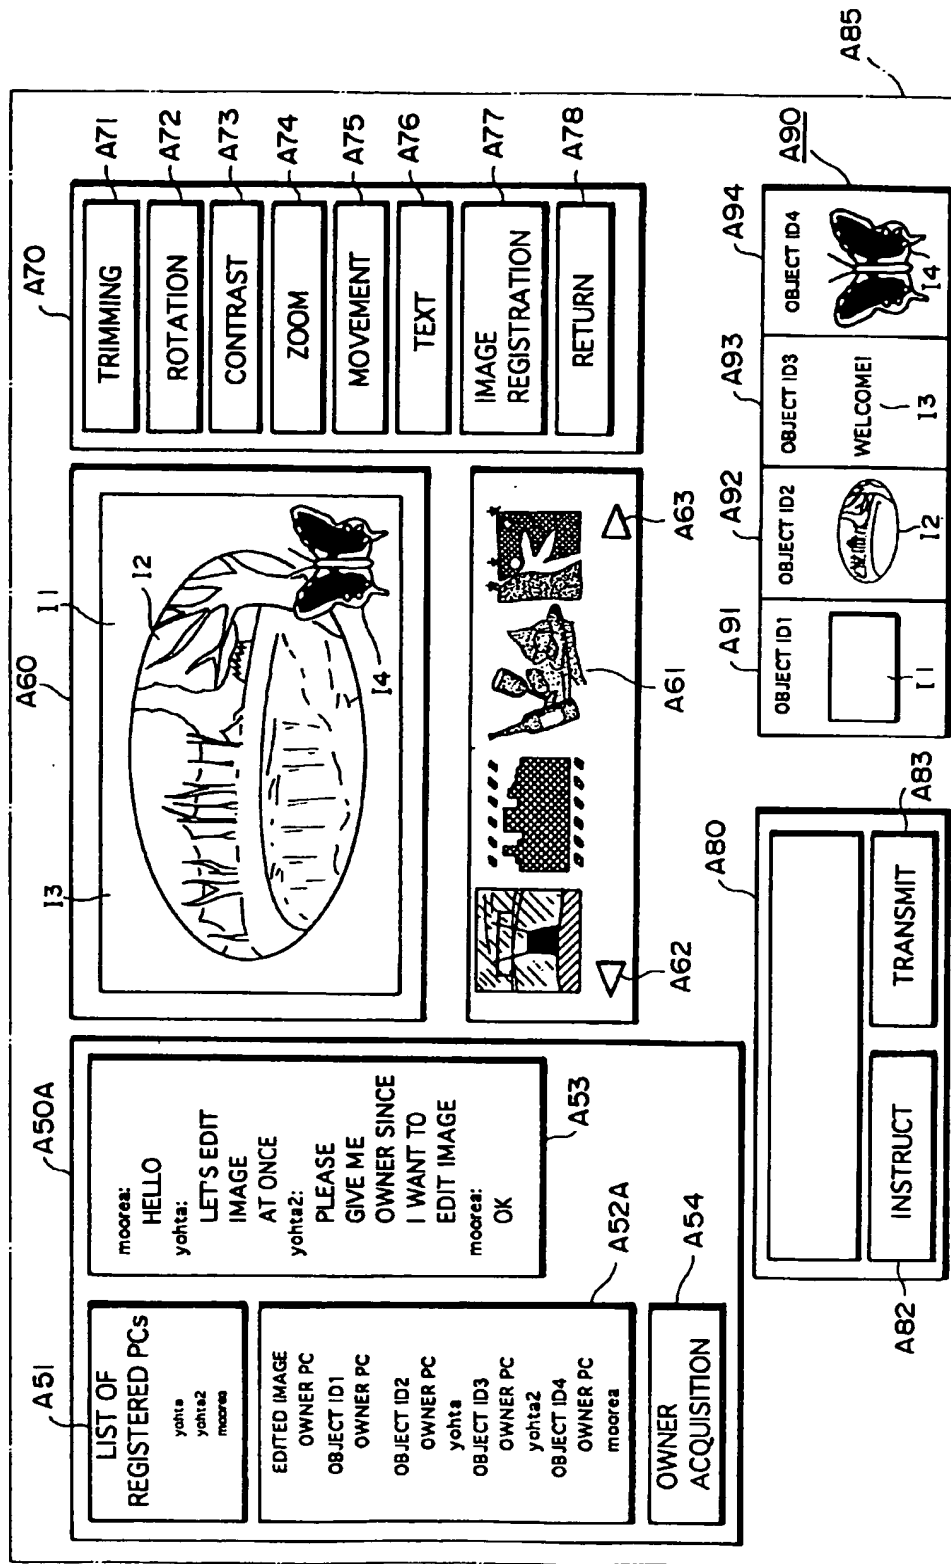 A50A
A51
LIST OF
REGISTERED PCs
yohta
yohta2
moorea
EDITED IMAGE
OWNER PC
OBJECT ID1
OWNER PC
OBJECT ID2
OWNER PC
yohta
OBJECT ID3
OWNER PC
yohta2
OBJECT ID4
OWNER PC
moorea
A52A
OWNER
ACQUISITION
A54
moorea:
HELLO
yohta:
LET'S EDIT
IMAGE
AT ONCE
yohta2:
PLEASE
GIVE ME
OWNER SINCE
I WANT TO
EDIT IMAGE
moorea:
OK
A53
A60
I3
I1
I2
I4
A61
A62
A63
A70
TRIMMING
A71
ROTATION
A72
CONTRAST
A73
ZOOM
A74
MOVEMENT
A75
TEXT
A76
IMAGE
REGISTRATION
A77
RETURN
A78
A80
INSTRUCT
A82
TRANSMIT
A83
A90
A91
OBJECT ID1
I1
A92
OBJECT ID2
I2
A93
OBJECT ID3
WELCOME!
I3
A94
OBJECT ID4
I4
A85